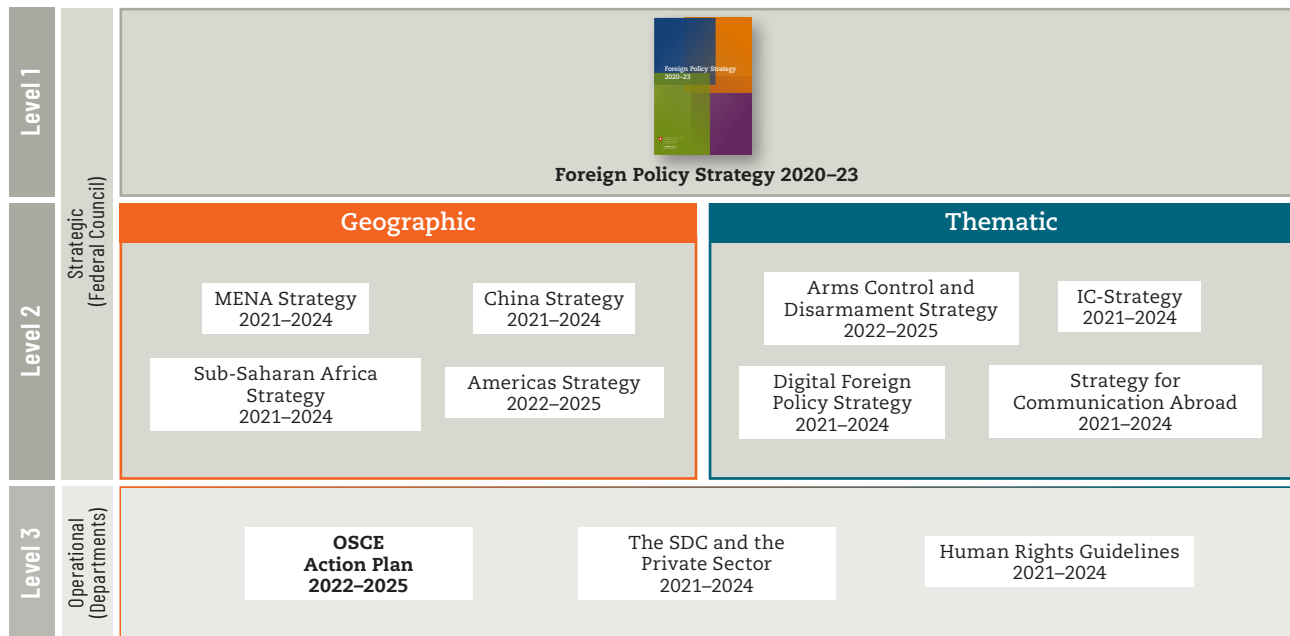 Level 1
Strategic
(Federal Council)
Foreign Policy Strategy
2020–23
Foreign Policy Strategy 2020–23
Level 2
Geographic
MENA Strategy
2021–2024
China Strategy
2021–2024
Sub-Saharan Africa
Strategy
2021–2024
Americas Strategy
2022–2025
Thematic
Arms Control and
Disarmament Strategy
2022–2025
IC-Strategy
2021–2024
Digital Foreign
Policy Strategy
2021–2024
Strategy for
Communication Abroad
2021–2024
Level 3
Operational
(Departments)
OSCE
Action Plan
2022–2025
The SDC and the
Private Sector
2021–2024
Human Rights Guidelines
2021–2024